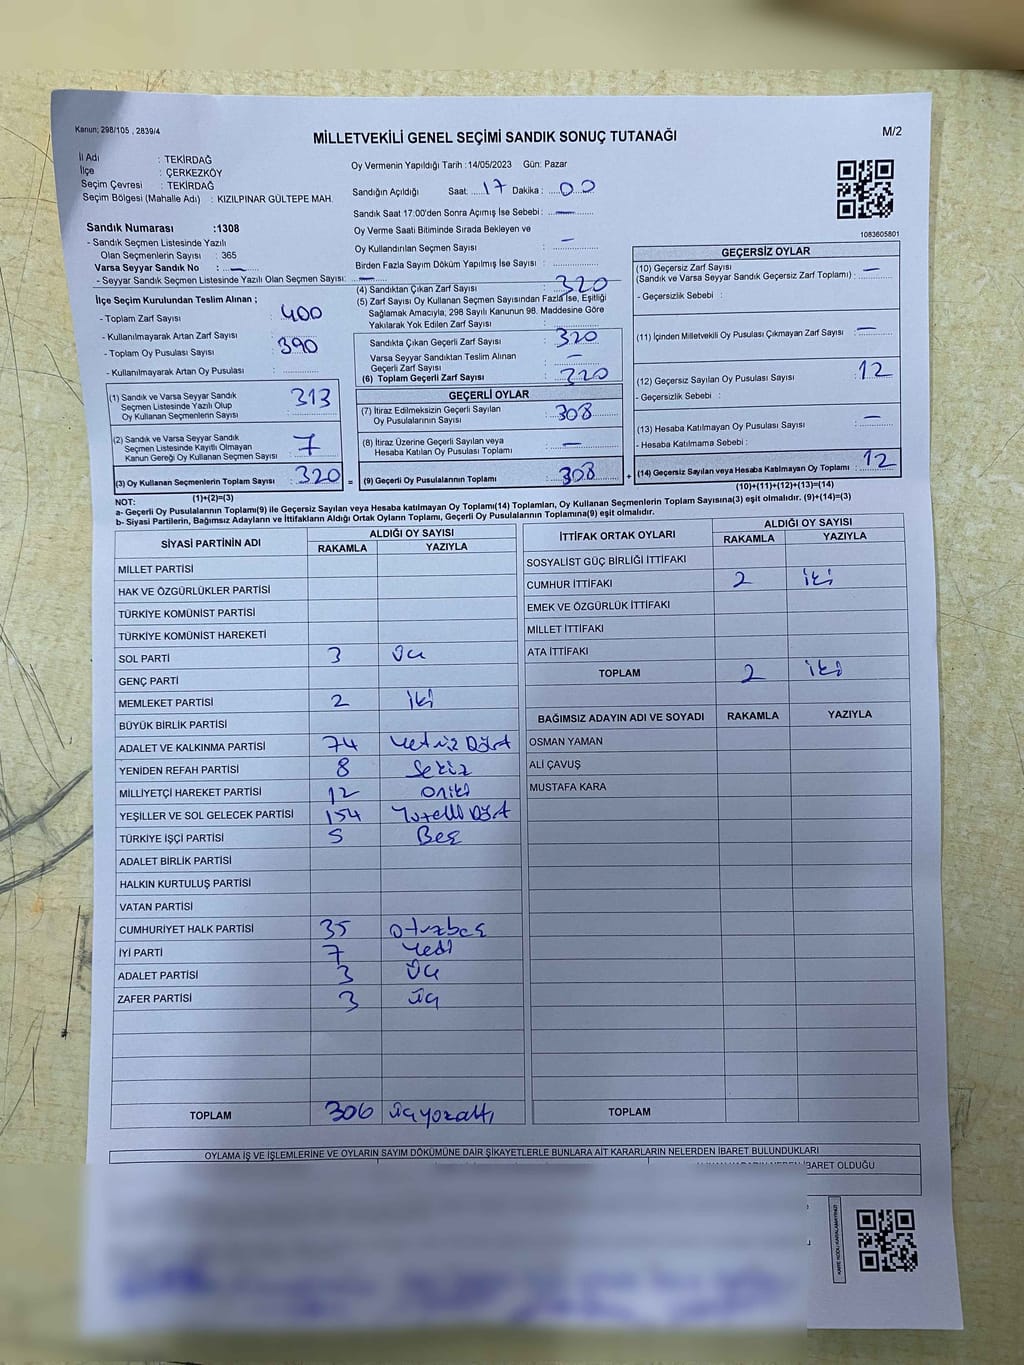 Kanun; 298/105 , 2839/4
MİLLETVEKİLİ GENEL SEÇİMİ SANDIK SONUÇ TUTANAĞI
M/2
İl Adı : TEKİRDAĞ
İlçe : ÇERKEZKÖY
Seçim Çevresi : TEKİRDAĞ
Seçim Bölgesi (Mahalle Adı) : KIZILPINAR GÜLTEPE MAH.
Sandık Numarası :1308
- Sandık Seçmen Listesinde Yazılı
Olan Seçmenlerin Sayısı : 365
Varsa Seyyar Sandık No : —
- Seyyar Sandık Seçmen Listesinde Yazılı Olan Seçmen Sayısı: —
Oy Vermenin Yapıldığı Tarih :14/05/2023 Gün: Pazar
Sandığın Açıldığı Saat: 17 Dakika : 00
Sandık Saat 17:00'den Sonra Açımış İse Sebebi : —
Oy Verme Saati Bitiminde Sırada Bekleyen ve
Oy Kullandırılan Seçmen Sayısı : —
Birden Fazla Sayım Döküm Yapılmış İse Sayısı :
(4) Sandıktan Çıkan Zarf Sayısı : 320
(5) Zarf Sayısı Oy Kullanan Seçmen Sayısından Fazla İse, Eşitliği
Sağlamak Amacıyla, 298 Sayılı Kanunun 98. Maddesine Göre
Yakılarak Yok Edilen Zarf Sayısı :
Sandıkta Çıkan Geçerli Zarf Sayısı : 320
Varsa Seyyar Sandıktan Teslim Alınan
Geçerli Zarf Sayısı : —
(6) Toplam Geçerli Zarf Sayısı : 320
1083605801
İlçe Seçim Kurulundan Teslim Alınan ;
- Toplam Zarf Sayısı : 400
- Kullanılmayarak Artan Zarf Sayısı :
- Toplam Oy Pusulası Sayısı : 390
- Kullanılmayarak Artan Oy Pusulası :
(1) Sandık ve Varsa Seyyar Sandık
Seçmen Listesinde Yazılı Olup
Oy Kullanan Seçmenlerin Sayısı : 313
(2) Sandık ve Varsa Seyyar Sandık
Seçmen Listesinde Kayıtlı Olmayan
Kanun Gereği Oy Kullanan Seçmen Sayısı : 7
(3) Oy Kullanan Seçmenlerin Toplam Sayısı : 320 =
(1)+(2)=(3)
GEÇERLİ OYLAR
(7) İtiraz Edilmeksizin Geçerli Sayılan
Oy Pusulalarının Sayısı : 308
(8) İtiraz Üzerine Geçerli Sayılan veya
Hesaba Katılan Oy Pusulası Toplamı : —
(9) Geçerli Oy Pusulalarının Toplamı : 308 +
GEÇERSİZ OYLAR
(10) Geçersiz Zarf Sayısı
(Sandık ve Varsa Seyyar Sandık Geçersiz Zarf Toplamı) : —
- Geçersizlik Sebebi :
(11) İçinden Milletvekili Oy Pusulası Çıkmayan Zarf Sayısı : —
(12) Geçersiz Sayılan Oy Pusulası Sayısı : 12
- Geçersizlik Sebebi :
(13) Hesaba Katılmayan Oy Pusulası Sayısı : —
- Hesaba Katılmama Sebebi :
(14) Geçersiz Sayılan veya Hesaba Katılmayan Oy Toplamı : 12
(10)+(11)+(12)+(13)=(14)
NOT:
a- Geçerli Oy Pusulalarının Toplamı(9) ile Geçersiz Sayılan veya Hesaba katılmayan Oy Toplamı(14) Toplamları, Oy Kullanan Seçmenlerin Toplam Sayısına(3) eşit olmalıdır. (9)+(14)=(3)
b- Siyasi Partilerin, Bağımsız Adayların ve İttifakların Aldığı Ortak Oyların Toplamı, Geçerli Oy Pusulalarının Toplamına(9) eşit olmalıdır.
SİYASİ PARTİNİN ADI ALDIĞI OY SAYISI
RAKAMLA YAZIYLA
MİLLET PARTİSİ
HAK VE ÖZGÜRLÜKLER PARTİSİ
TÜRKİYE KOMÜNİST PARTİSİ
TÜRKİYE KOMÜNİST HAREKETİ
SOL PARTİ 3 Üç
GENÇ PARTİ
MEMLEKET PARTİSİ 2 iki
BÜYÜK BİRLİK PARTİSİ
ADALET VE KALKINMA PARTİSİ 74 Yetmiz Dört
YENİDEN REFAH PARTİSİ 8 Sekiz
MİLLİYETÇİ HAREKET PARTİSİ 12 Oniki
YEŞİLLER VE SOL GELECEK PARTİSİ 154 Yüzelli Dört
TÜRKİYE İŞÇİ PARTİSİ 5 Beş
ADALET BİRLİK PARTİSİ
HALKIN KURTULUŞ PARTİSİ
VATAN PARTİSİ
CUMHURİYET HALK PARTİSİ 35 Otuzbeş
İYİ PARTİ 7 Yedi
ADALET PARTİSİ 3 Üç
ZAFER PARTİSİ 3 üç
TOPLAM 306 üçyüzaltı
İTTİFAK ORTAK OYLARI ALDIĞI OY SAYISI
RAKAMLA YAZIYLA
SOSYALİST GÜÇ BİRLİĞİ İTTİFAKI
CUMHUR İTTİFAKI 2 iki
EMEK VE ÖZGÜRLÜK İTTİFAKI
MİLLET İTTİFAKI
ATA İTTİFAKI
TOPLAM 2 iki
BAĞIMSIZ ADAYIN ADI VE SOYADI RAKAMLA YAZIYLA
OSMAN YAMAN
ALİ ÇAVUŞ
MUSTAFA KARA
TOPLAM
OYLAMA İŞ VE İŞLEMLERİNE VE OYLARIN SAYIM DÖKÜMÜNE DAİR ŞİKAYETLERLE BUNLARA AİT KARARLARIN NELERDEN İBARET BULUNDUKLARI
İBARET OLDUĞU
KARE KODU KARALAMAYINIZ!